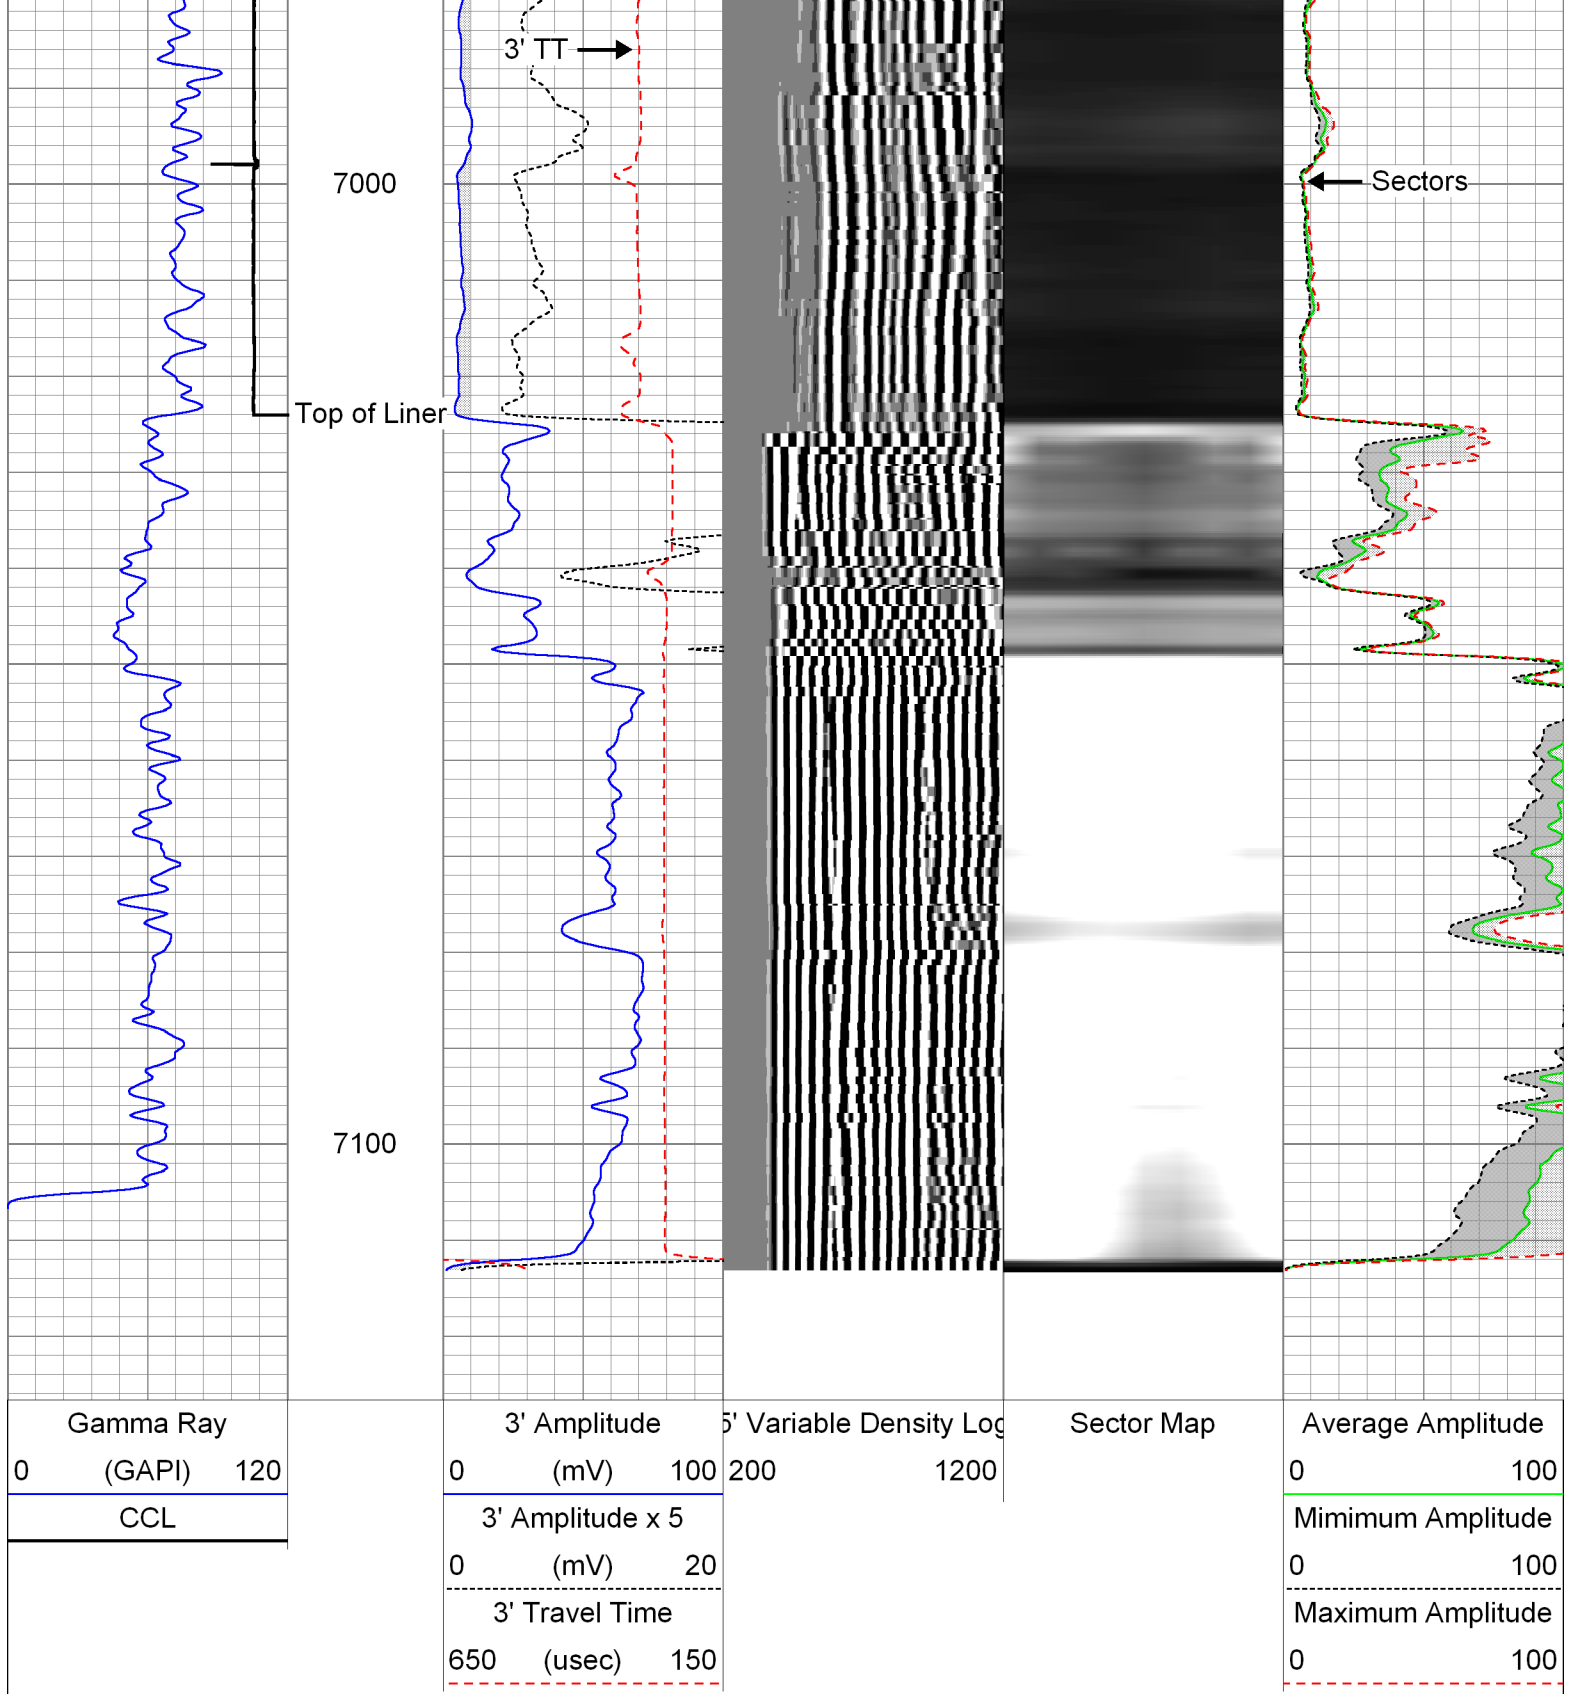 3' TT
7000
Sectors
Top of Liner
7100
Gamma Ray
0 (GAPI) 120
CCL
3' Amplitude
0 (mV) 100
3' Amplitude x 5
0 (mV) 20
3' Travel Time
650 (usec) 150
5' Variable Density Log
200 1200
Sector Map
Average Amplitude
0 100
Mimimum Amplitude
0 100
Maximum Amplitude
0 100